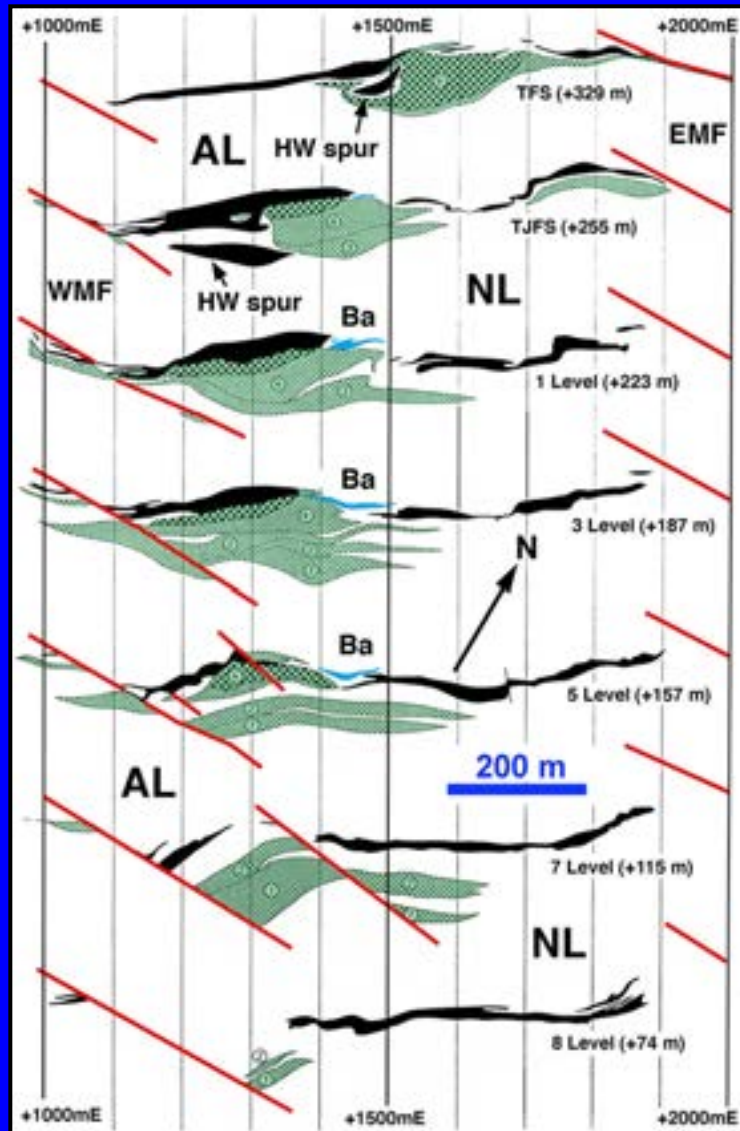 +1000mE +1500mE +2000mE
TFS (+329 m)
AL
HW spur
EMF
TJFS (+255 m)
WMF
HW spur
NL
Ba
1 Level (+223 m)
Ba
3 Level (+187 m)
N
Ba
5 Level (+157 m)
200 m
AL
7 Level (+115 m)
NL
8 Level (+74 m)
+1000mE +1500mE +2000mE